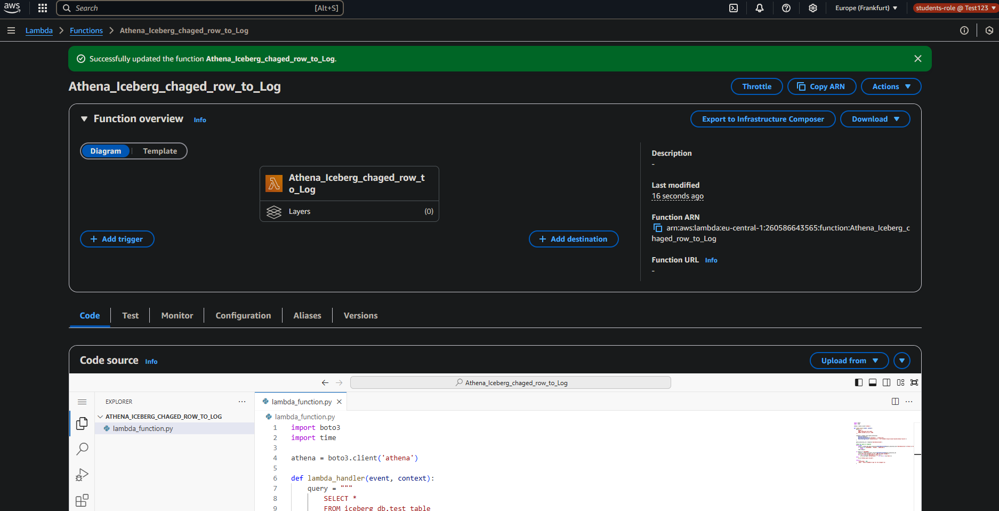 aws
Search
[Alt+S]
Europe (Frankfurt)
students-role @ Test123
Lambda
Functions
Athena_Iceberg_chaged_row_to_Log
Successfully updated the function Athena_Iceberg_chaged_row_to_Log.
Athena_Iceberg_chaged_row_to_Log
Throttle
Copy ARN
Actions
Function overview
Info
Export to Infrastructure Composer
Download
Diagram
Template
Athena_Iceberg_chaged_row_t
o_Log
Layers
(0)
+ Add trigger
+ Add destination
Description
-
Last modified
16 seconds ago
Function ARN
arn:aws:lambda:eu-central-1:260586643565:function:Athena_Iceberg_c
haged_row_to_Log
Function URL Info
-
Code
Test
Monitor
Configuration
Aliases
Versions
Code source Info
Upload from
Athena_Iceberg_chaged_row_to_Log
EXPLORER
ATHENA_ICEBERG_CHAGED_ROW_TO_LOG
lambda_function.py
lambda_function.py
lambda_function.py
1 import boto3
2 import time
3
4 athena = boto3.client('athena')
5
6 def lambda_handler(event, context):
7 query = """
8 SELECT *
9 FROM iceberg_db.test_table